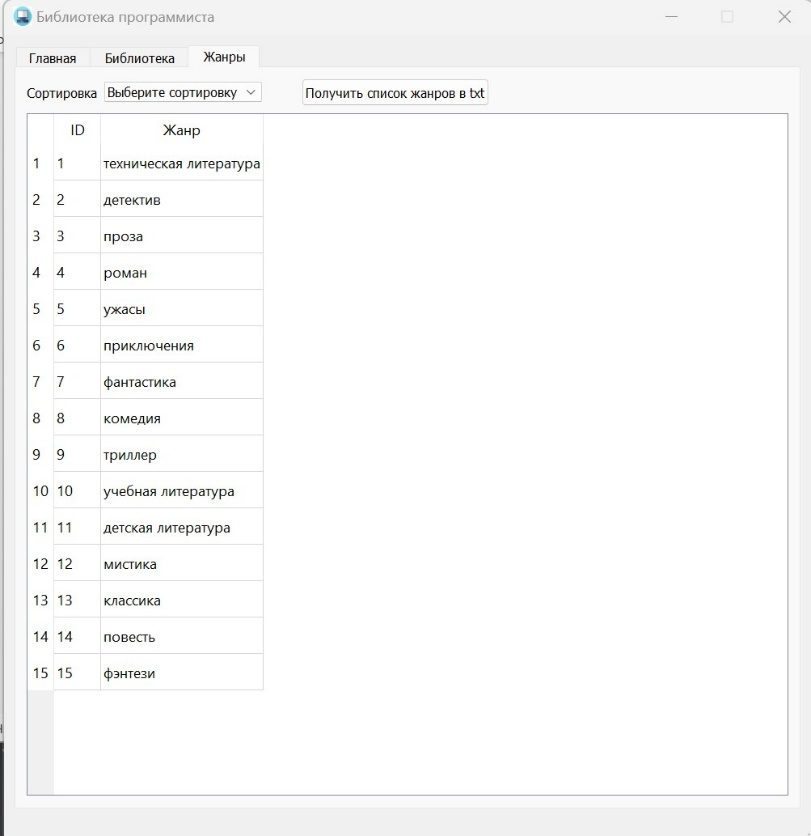 Библиотека программиста
Главная Библиотека Жанры
Сортировка Выберите сортировку Получить список жанров в txt
ID Жанр
1 1 техническая литература
2 2 детектив
3 3 проза
4 4 роман
5 5 ужасы
6 6 приключения
7 7 фантастика
8 8 комедия
9 9 триллер
10 10 учебная литература
11 11 детская литература
12 12 мистика
13 13 классика
14 14 повесть
15 15 фэнтези